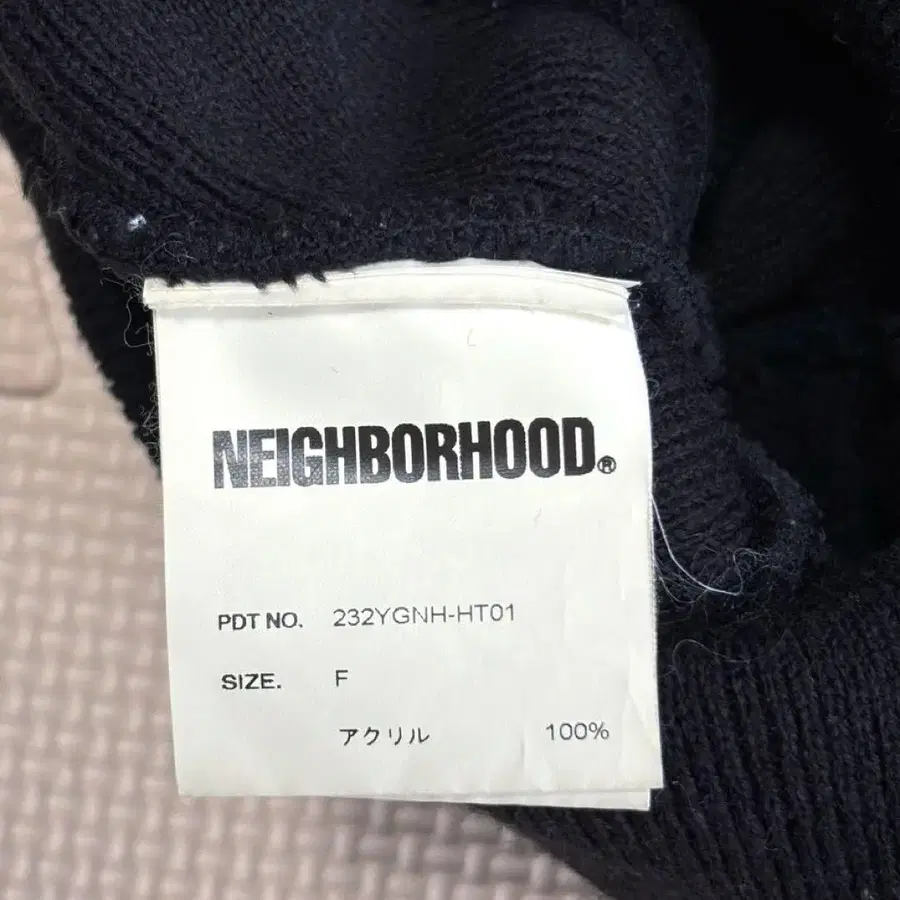 NEIGHBORHOOD®
PDT NO. 232YGNH-HT01
SIZE. F
アクリル 100%